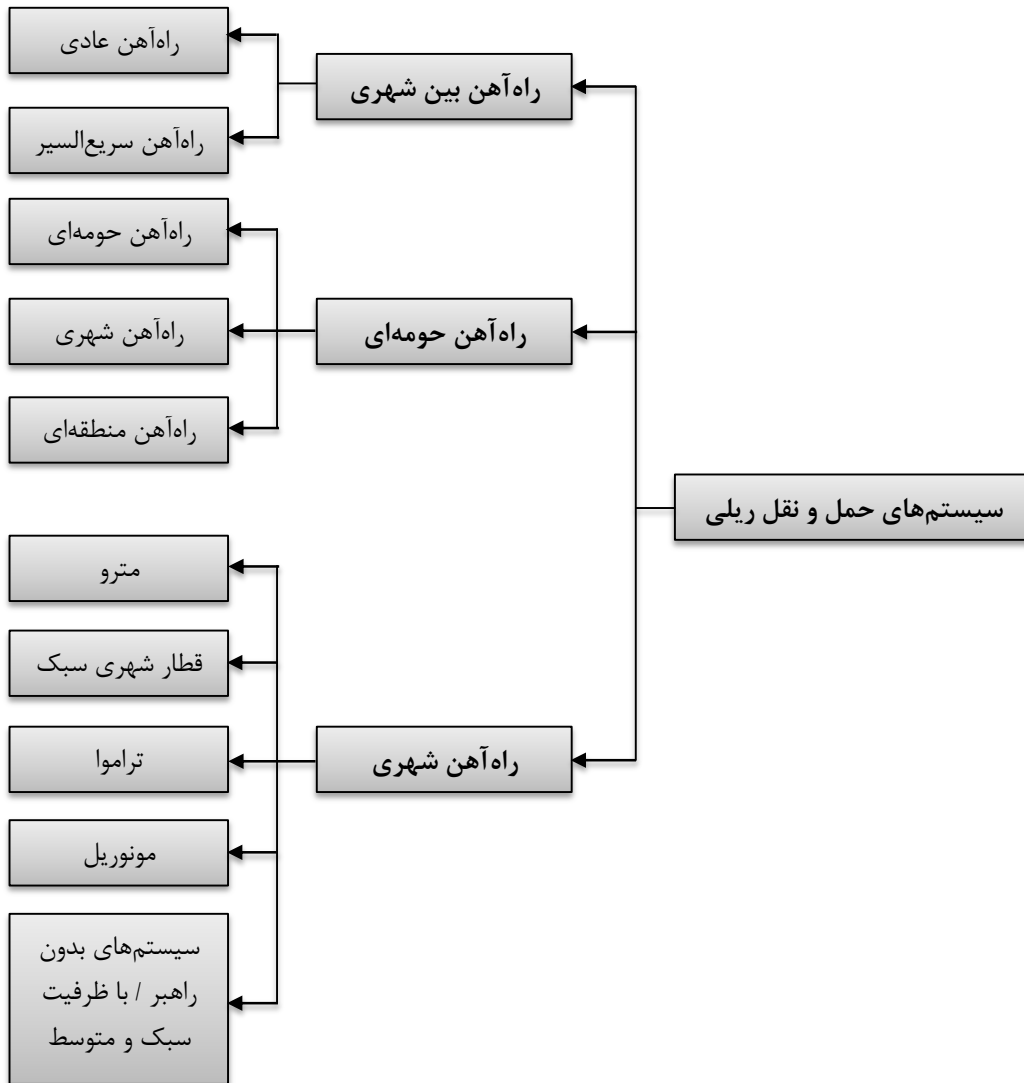 سیستم‌های حمل و نقل ریلی
راه‌آهن بین شهری
راه‌آهن عادی
راه‌آهن سریع‌السیر
راه‌آهن حومه‌ای
راه‌آهن حومه‌ای
راه‌آهن شهری
راه‌آهن منطقه‌ای
راه‌آهن شهری
مترو
قطار شهری سبک
تراموا
مونوریل
سیستم‌های بدون
راهبر / با ظرفیت
سبک و متوسط